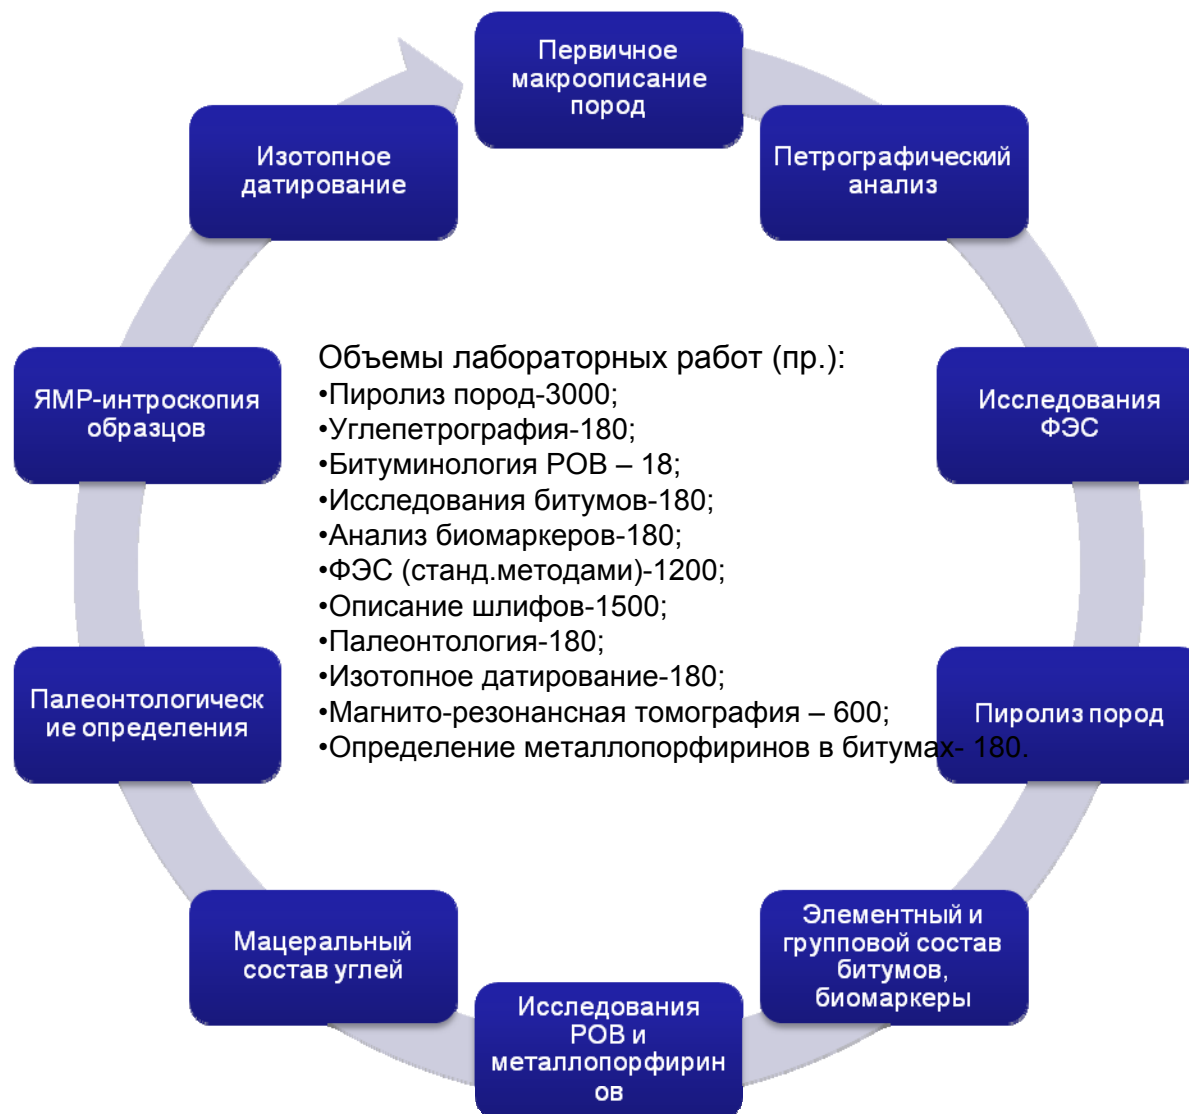 Первичное
макроописание
пород
Петрографический
анализ
Исследования
ФЭС
Пиролиз пород
Элементный и
групповой состав
битумов,
биомаркеры
Исследования
РОВ и
металлопорфирин
ов
Мацеральный
состав углей
Палеонтологическ
ие определения
ЯМР-интроскопия
образцов
Изотопное
датирование
Объемы лабораторных работ (пр.):
•Пиролиз пород-3000;
•Углепетрография-180;
•Битуминология РОВ – 18;
•Исследования битумов-180;
•Анализ биомаркеров-180;
•ФЭС (станд.методами)-1200;
•Описание шлифов-1500;
•Палеонтология-180;
•Изотопное датирование-180;
•Магнито-резонансная томография – 600;
•Определение металлопорфиринов в битумах- 180.